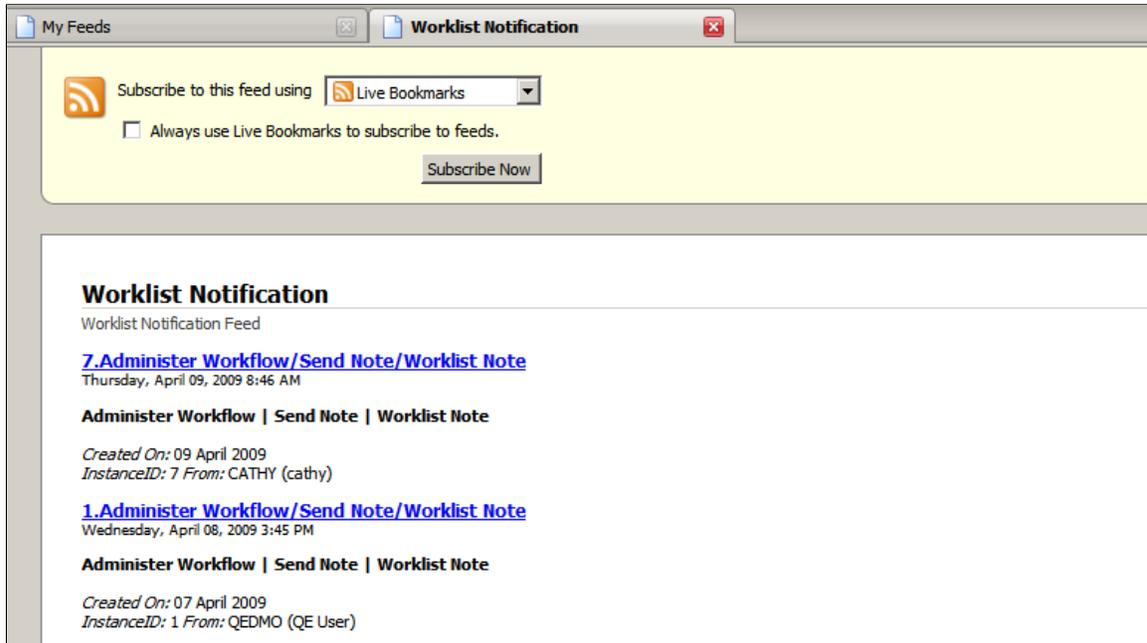 My Feeds
Worklist Notification
Subscribe to this feed using Live Bookmarks
Always use Live Bookmarks to subscribe to feeds.
Subscribe Now
Worklist Notification
Worklist Notification Feed
7.Administer Workflow/Send Note/Worklist Note
Thursday, April 09, 2009 8:46 AM
Administer Workflow | Send Note | Worklist Note
Created On: 09 April 2009
InstanceID: 7 From: CATHY (cathy)
1.Administer Workflow/Send Note/Worklist Note
Wednesday, April 08, 2009 3:45 PM
Administer Workflow | Send Note | Worklist Note
Created On: 07 April 2009
InstanceID: 1 From: QEDMO (QE User)